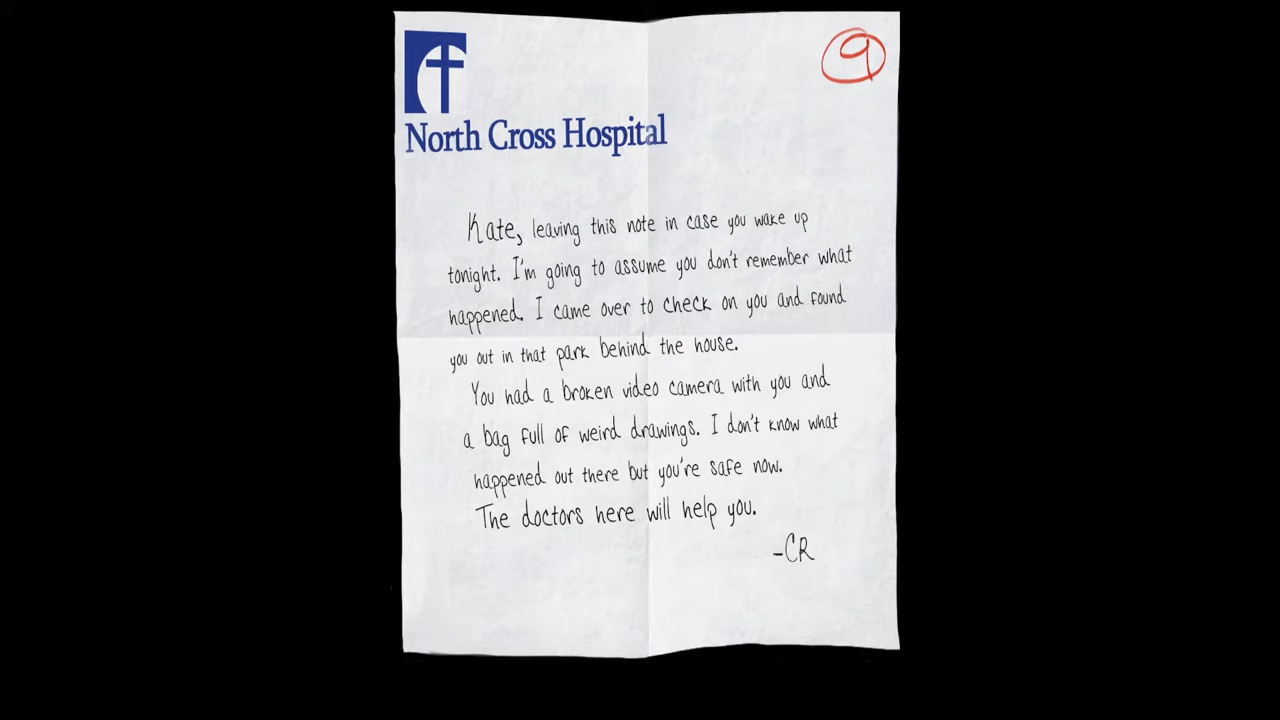 9
North Cross Hospital
Kate, leaving this note in case you wake up
tonight. I'm going to assume you don't remember what
happened. I came over to check on you and found
you out in that park behind the house.
You had a broken video camera with you and
a bag full of weird drawings. I don't know what
happened out there but you're safe now.
The doctors here will help you.
-CR